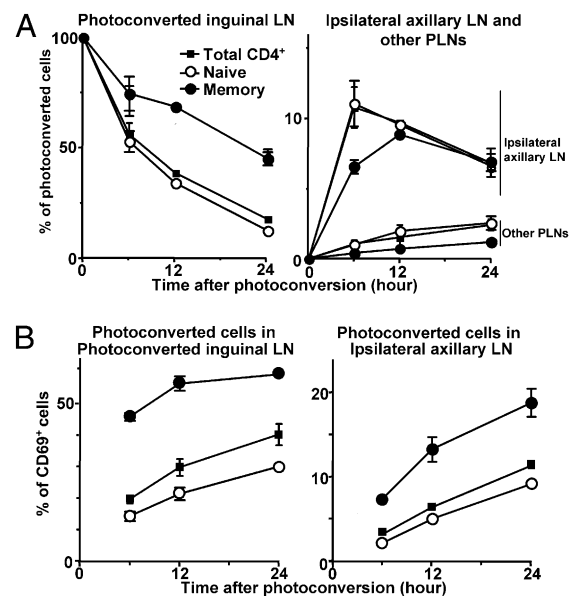 A
Photoconverted inguinal LN
Ipsilateral axillary LN and
other PLNs
% of photoconverted cells
100
50
0
Total CD4+
Naive
Memory
0
12
24
10
0
Ipsilateral
axillary LN
Other PLNs
0
12
24
Time after photoconversion (hour)
B
Photoconverted cells in
Photoconverted inguinal LN
Photoconverted cells in
Ipsilateral axillary LN
% of CD69+ cells
50
0
0
12
24
20
10
0
0
12
24
Time after photoconversion (hour)